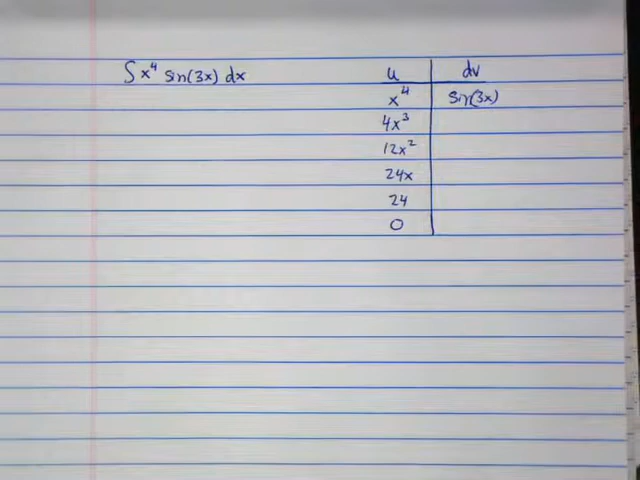 ∫ x⁴ sin(3x) dx u dv
x⁴ sin(3x)
4x³
12x²
24x
24
0